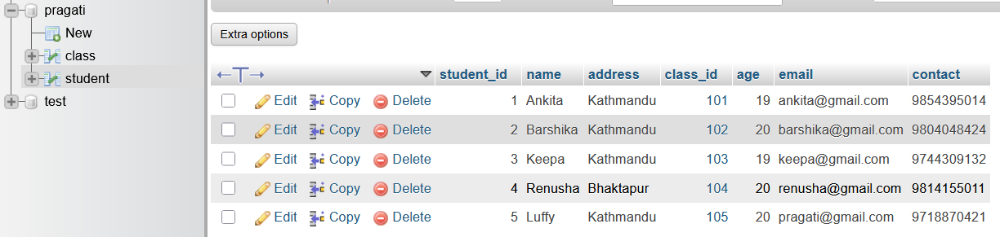 pragati
New
class
student
test
Extra options
student_id name address class_id age email contact
Edit Copy Delete 1 Ankita Kathmandu 101 19 ankita@gmail.com 9854395014
Edit Copy Delete 2 Barshika Kathmandu 102 20 barshika@gmail.com 9804048424
Edit Copy Delete 3 Keepa Kathmandu 103 19 keepa@gmail.com 9744309132
Edit Copy Delete 4 Renusha Bhaktapur 104 20 renusha@gmail.com 9814155011
Edit Copy Delete 5 Luffy Kathmandu 105 20 pragati@gmail.com 9718870421